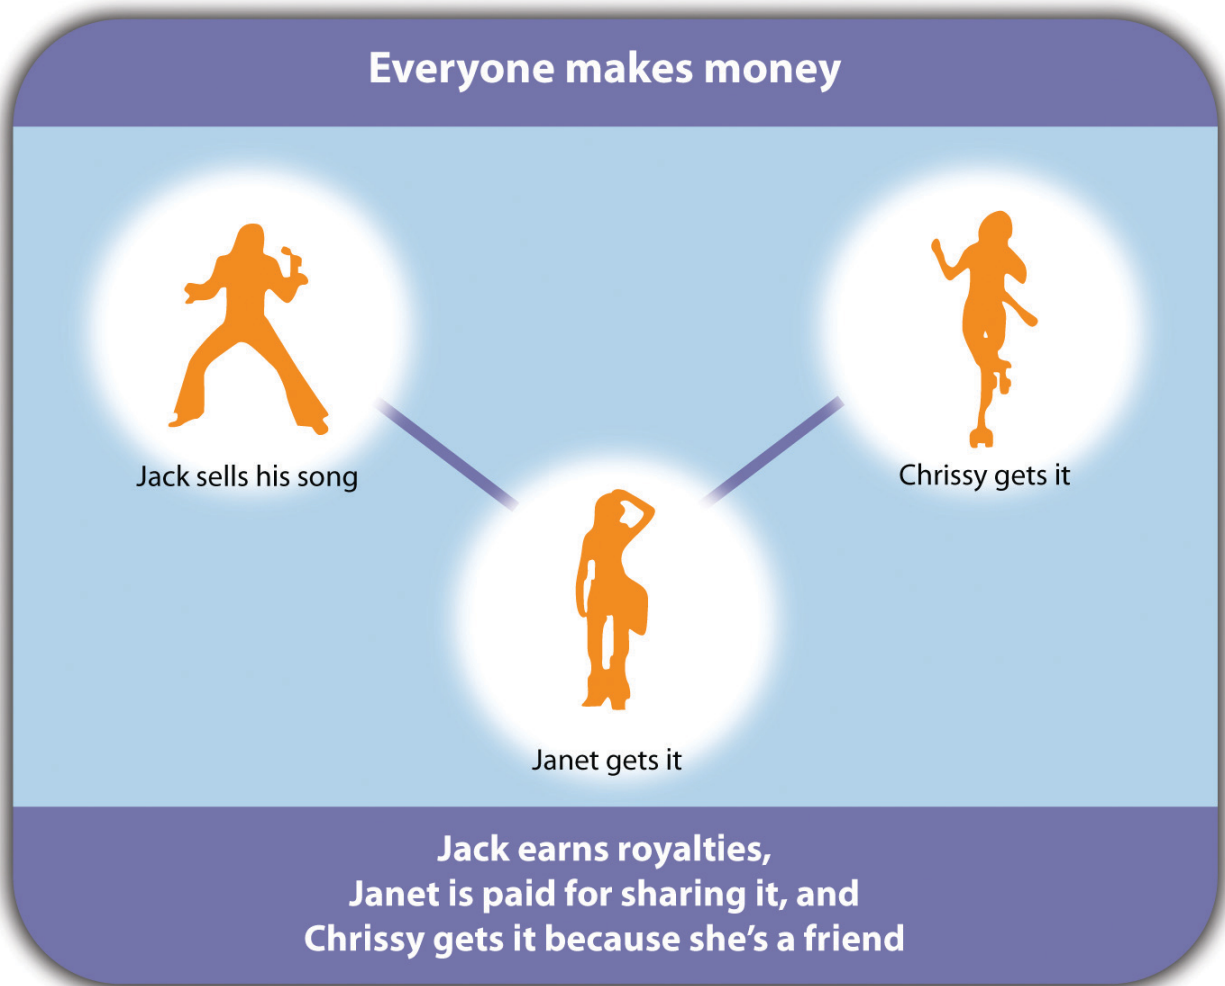 Everyone makes money
Jack sells his song
Chrissy gets it
Janet gets it
Jack earns royalties,
Janet is paid for sharing it, and
Chrissy gets it because she’s a friend